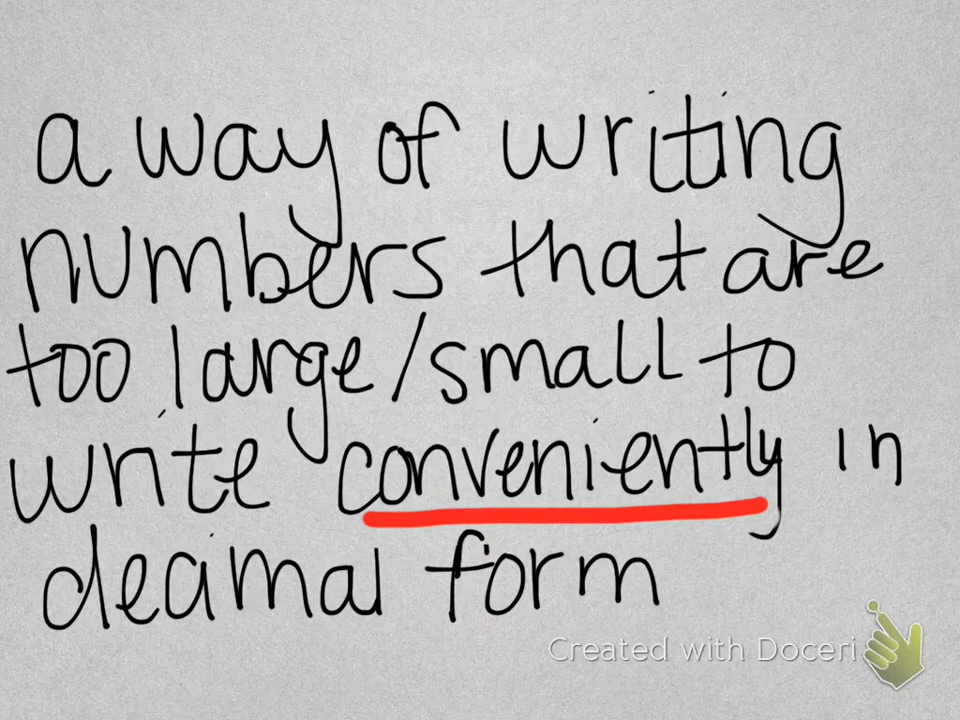 a way of writing
numbers that are
too large/small to
write conveniently in
decimal form
Created with Doceri